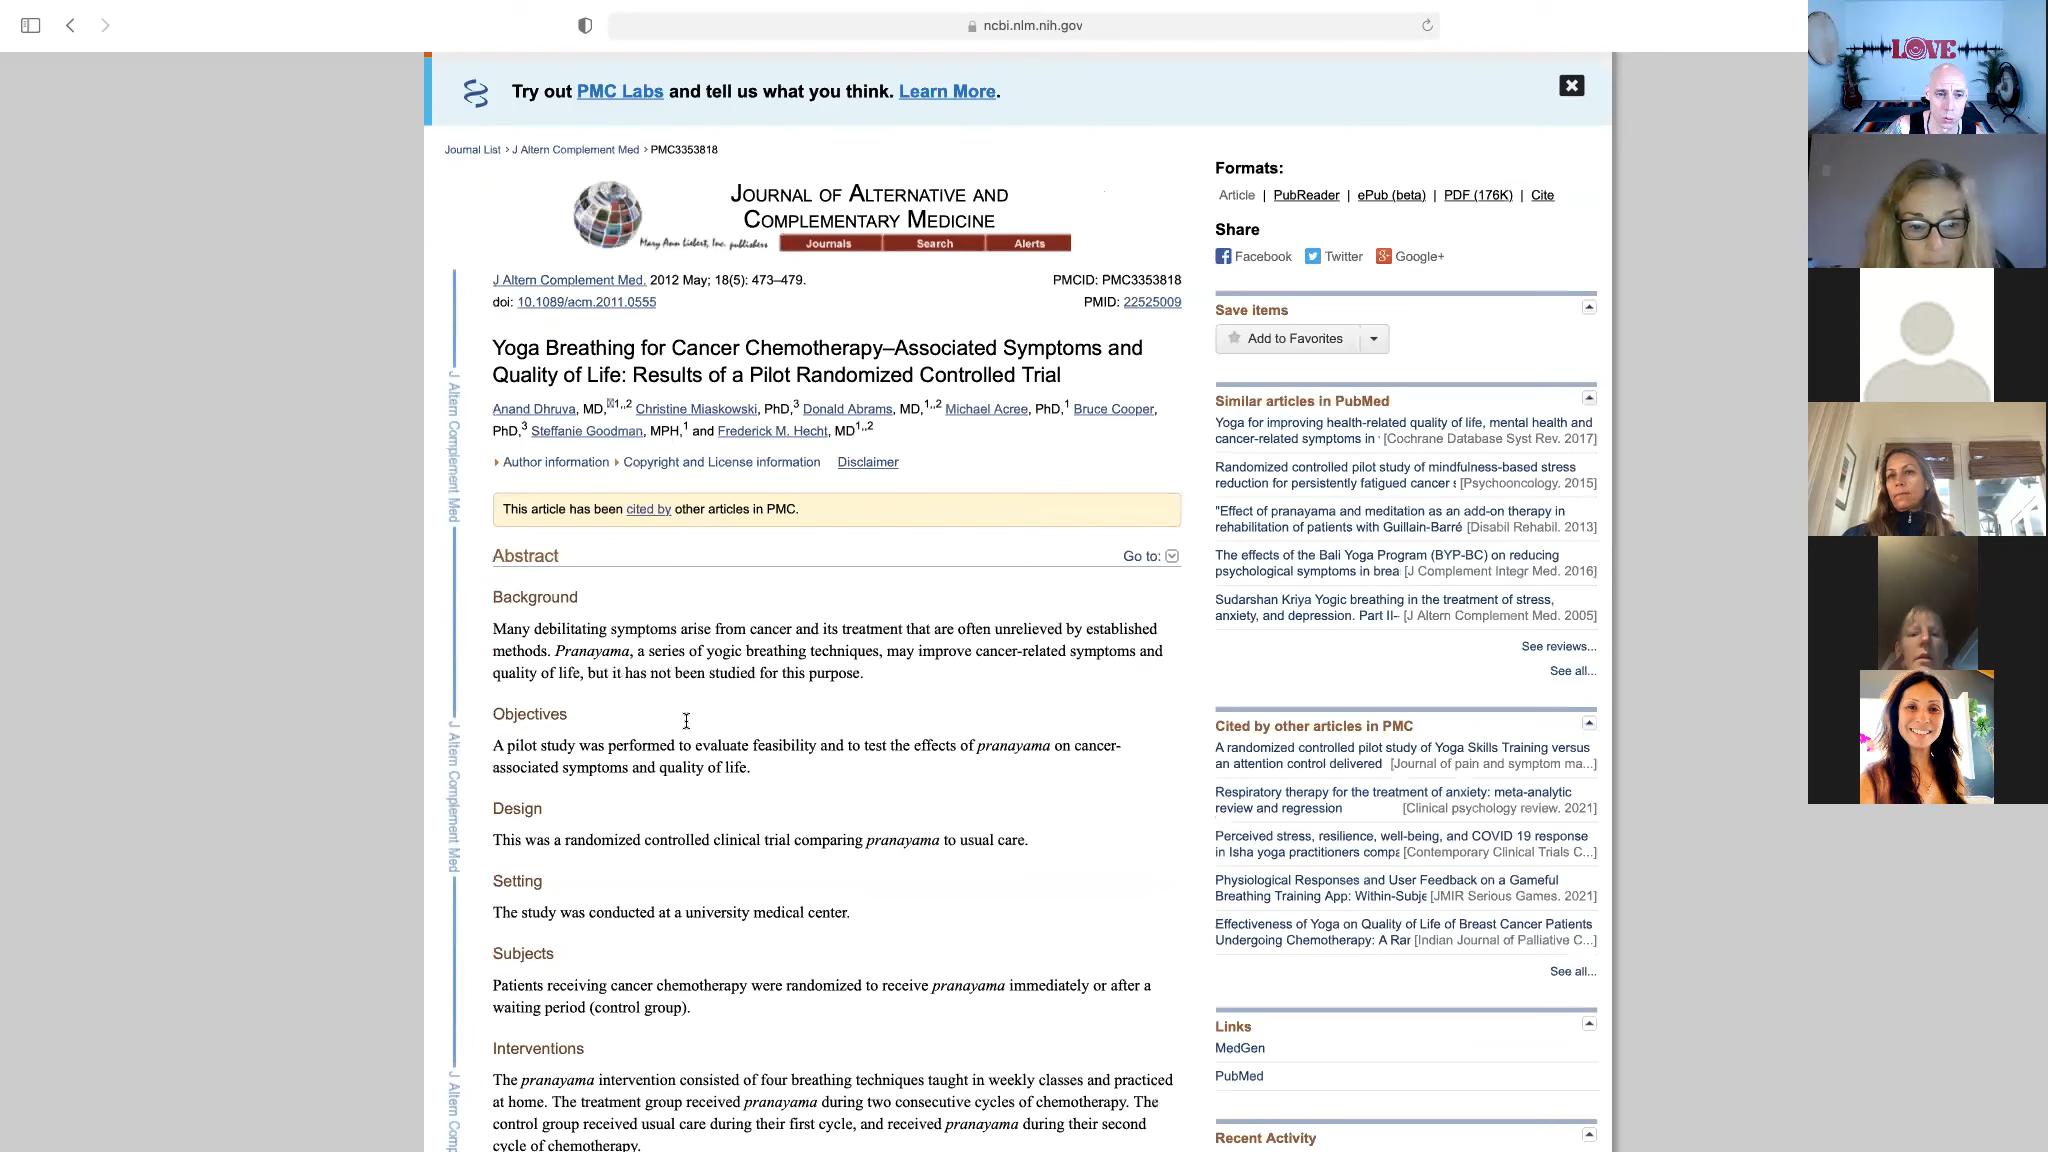 ncbi.nlm.nih.gov
Try out PMC Labs and tell us what you think. Learn More.
Journal List > J Altern Complement Med > PMC3353818
JOURNAL OF ALTERNATIVE AND
COMPLEMENTARY MEDICINE
Mary Ann Liebert, Inc. publishers
Journals Search Alerts
J Altern Complement Med. 2012 May; 18(5): 473–479.
PMCID: PMC3353818
doi: 10.1089/acm.2011.0555
PMID: 22525009
Yoga Breathing for Cancer Chemotherapy–Associated Symptoms and
Quality of Life: Results of a Pilot Randomized Controlled Trial
Anand Dhruva, MD,1,,2 Christine Miaskowski, PhD,3 Donald Abrams, MD,1,,2 Michael Acree, PhD,1 Bruce Cooper,
PhD,3 Steffanie Goodman, MPH,1 and Frederick M. Hecht, MD1,,2
Author information Copyright and License information Disclaimer
This article has been cited by other articles in PMC.
Abstract
Go to:
Background
Many debilitating symptoms arise from cancer and its treatment that are often unrelieved by established
methods. Pranayama, a series of yogic breathing techniques, may improve cancer-related symptoms and
quality of life, but it has not been studied for this purpose.
Objectives
A pilot study was performed to evaluate feasibility and to test the effects of pranayama on cancer-
associated symptoms and quality of life.
Design
This was a randomized controlled clinical trial comparing pranayama to usual care.
Setting
The study was conducted at a university medical center.
Subjects
Patients receiving cancer chemotherapy were randomized to receive pranayama immediately or after a
waiting period (control group).
Interventions
The pranayama intervention consisted of four breathing techniques taught in weekly classes and practiced
at home. The treatment group received pranayama during two consecutive cycles of chemotherapy. The
control group received usual care during their first cycle, and received pranayama during their second
cycle of chemotherapy.
J Altern Complement Med
J Altern Complement Med
J Altern Comp
Formats:
Article | PubReader | ePub (beta) | PDF (176K) | Cite
Share
Facebook Twitter Google+
Save items
Add to Favorites
Similar articles in PubMed
Yoga for improving health-related quality of life, mental health and
cancer-related symptoms in [Cochrane Database Syst Rev. 2017]
Randomized controlled pilot study of mindfulness-based stress
reduction for persistently fatigued cancer s [Psychooncology. 2015]
"Effect of pranayama and meditation as an add-on therapy in
rehabilitation of patients with Guillain-Barré [Disabil Rehabil. 2013]
The effects of the Bali Yoga Program (BYP-BC) on reducing
psychological symptoms in brea [J Complement Integr Med. 2016]
Sudarshan Kriya Yogic breathing in the treatment of stress,
anxiety, and depression. Part II- [J Altern Complement Med. 2005]
See reviews...
See all...
Cited by other articles in PMC
A randomized controlled pilot study of Yoga Skills Training versus
an attention control delivered [Journal of pain and symptom ma...]
Respiratory therapy for the treatment of anxiety: meta-analytic
review and regression [Clinical psychology review. 2021]
Perceived stress, resilience, well-being, and COVID 19 response
in Isha yoga practitioners compa [Contemporary Clinical Trials C...]
Physiological Responses and User Feedback on a Gameful
Breathing Training App: Within-Subje [JMIR Serious Games. 2021]
Effectiveness of Yoga on Quality of Life of Breast Cancer Patients
Undergoing Chemotherapy: A Rar [Indian Journal of Palliative C...]
See all...
Links
MedGen
PubMed
Recent Activity
LOVE